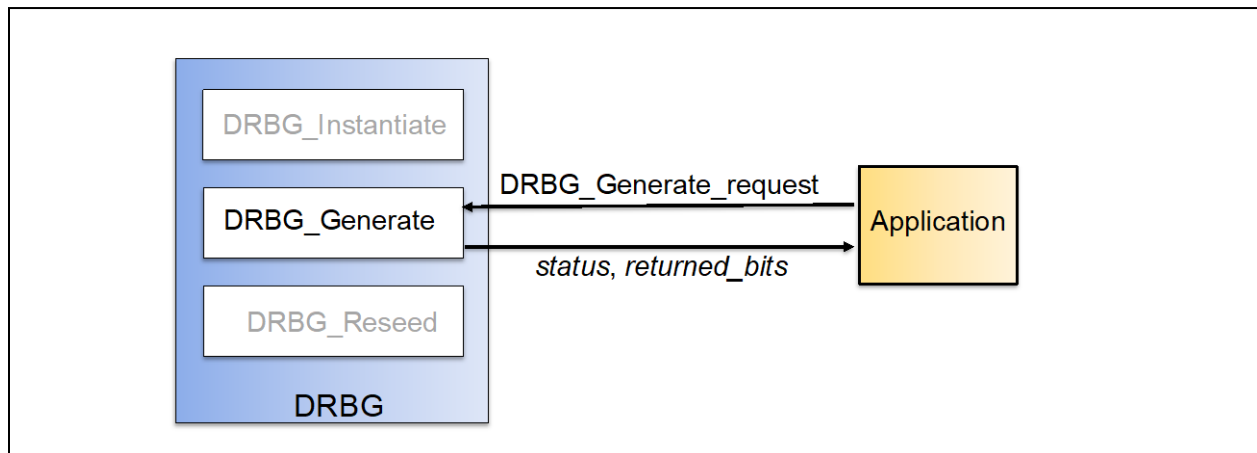 DRBG_Instantiate
DRBG_Generate_request
DRBG_Generate
Application
status, returned_bits
DRBG_Reseed
DRBG